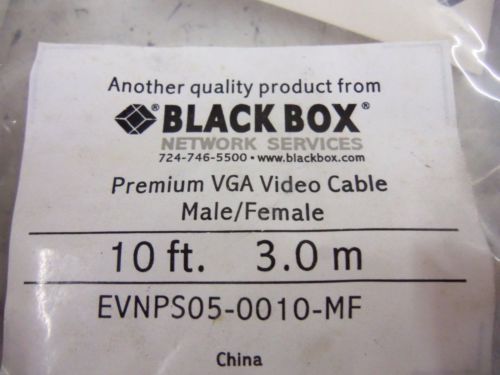 Another quality product from
® BLACK BOX®
NETWORK SERVICES
724-746-5500 • www.blackbox.com
Premium VGA Video Cable
Male/Female
10 ft. 3.0 m
EVNPS05-0010-MF
China